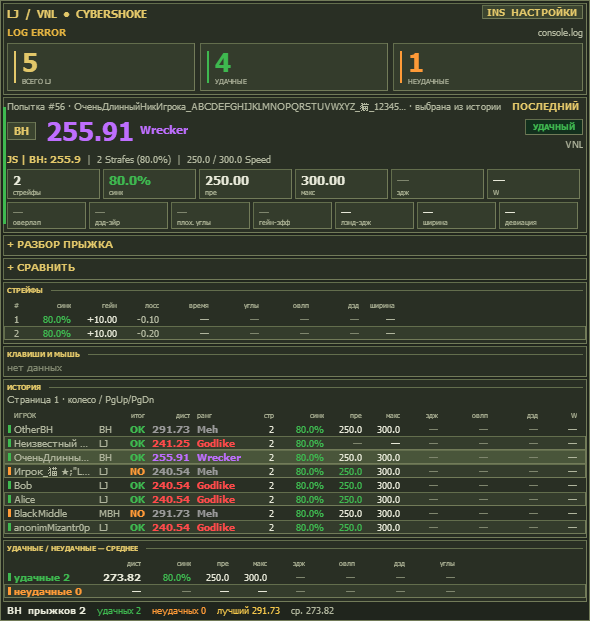 LJ / VNL • CYBERSHOKE INS НАСТРОЙКИ
LOG ERROR console.log
5 4 1
ВСЕГО LJ УДАЧНЫЕ НЕУДАЧНЫЕ
Попытка #56 · ОченьДлинныйНикИгрока_ABCDEFGHIJKLMNOPQRSTUVWXYZ_猫_12345... · выбрана из истории ПОСЛЕДНИЙ
BH 255.91 Wrecker УДАЧНЫЙ
VNL
JS | BH: 255.9 | 2 Strafes (80.0%) | 250.0 / 300.0 Speed
2 80.0% 250.00 300.00 — —
стрейфы синк пре макс эдж W
— — — — — — —
оверлап дэд-эйр плох. углы гейн-эфф лэнд-эдж ширина девиация
+ РАЗБОР ПРЫЖКА
+ СРАВНИТЬ
СТРЕЙФЫ
# синк гейн лосс время углы овлп дэд ширина
1 80.0% +10.00 -0.10 — — — — —
2 80.0% +10.00 -0.20 — — — — —
КЛАВИШИ И МЫШЬ
нет данных
ИСТОРИЯ
Страница 1 · колесо / PgUp/PgDn
ИГРОК итог дист ранг стр синк пре макс эдж овлп дэд W
OtherBH BH OK 291.73 Meh 2 80.0% 250.0 300.0 — — — —
Неизвестный ... LJ OK 241.25 Godlike 2 80.0% — — — — — —
ОченьДлинны... BH OK 255.91 Wrecker 2 80.0% 250.0 300.0 — — — —
Игрок_猫 ★;"L... LJ NO 240.54 Meh 2 80.0% 250.0 300.0 — — — —
Bob LJ OK 240.54 Godlike 2 80.0% 250.0 300.0 — — — —
Alice LJ OK 240.54 Godlike 2 80.0% 250.0 300.0 — — — —
BlackMiddle MBH NO 291.73 Meh 2 80.0% 250.0 300.0 — — — —
anonimMizantr0p LJ OK 240.54 Godlike 2 80.0% 250.0 300.0 — — — —
УДАЧНЫЕ / НЕУДАЧНЫЕ — СРЕДНЕЕ
дист синк пре макс эдж овлп дэд углы
удачные 2 273.82 80.0% 250.0 300.0 — — — —
неудачные 0 — — — — — — — —
BH прыжков 2 удачных 2 неудачных 0 лучший 291.73 ср. 273.82